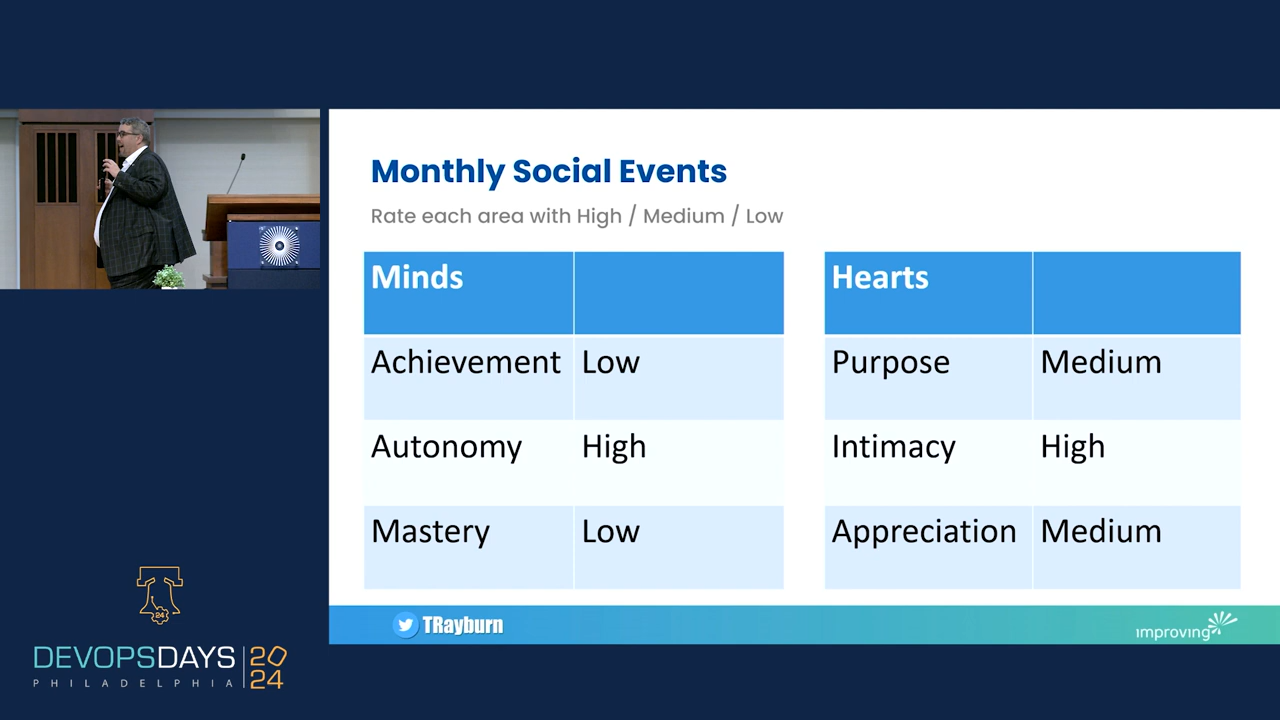 Monthly Social Events
Rate each area with High / Medium / Low
Minds
Achievement Low
Autonomy High
Mastery Low
Hearts
Purpose Medium
Intimacy High
Appreciation Medium
TRayburn
improving
24
DEVOPSDAYS 2024
PHILADELPHIA